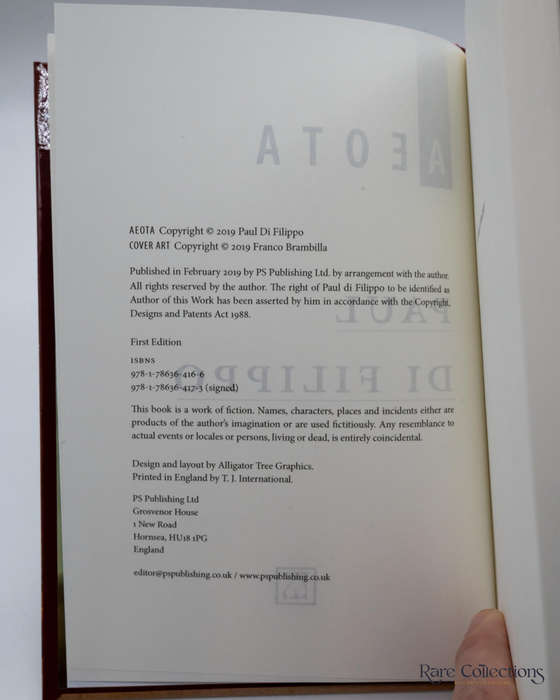 AEOTA
AEOTA Copyright © 2019 Paul Di Filippo
COVER ART Copyright © 2019 Franco Brambilla
Published in February 2019 by PS Publishing Ltd. by arrangement with the author.
All rights reserved by the author. The right of Paul di Filippo to be identified as
Author of this Work has been asserted by him in accordance with the Copyright,
Designs and Patents Act 1988.
PAUL
First Edition
ISBNS
978-1-78636-416-6
DI FILIPPO
978-1-78636-417-3 (signed)
This book is a work of fiction. Names, characters, places and incidents either are
products of the author's imagination or are used fictitiously. Any resemblance to
actual events or locales or persons, living or dead, is entirely coincidental.
Design and layout by Alligator Tree Graphics.
Printed in England by T. J. International.
PS Publishing Ltd
Grosvenor House
1 New Road
Hornsea, HU18 1PG
England
editor@pspublishing.co.uk / www.pspublishing.co.uk
PS
Rare Collections